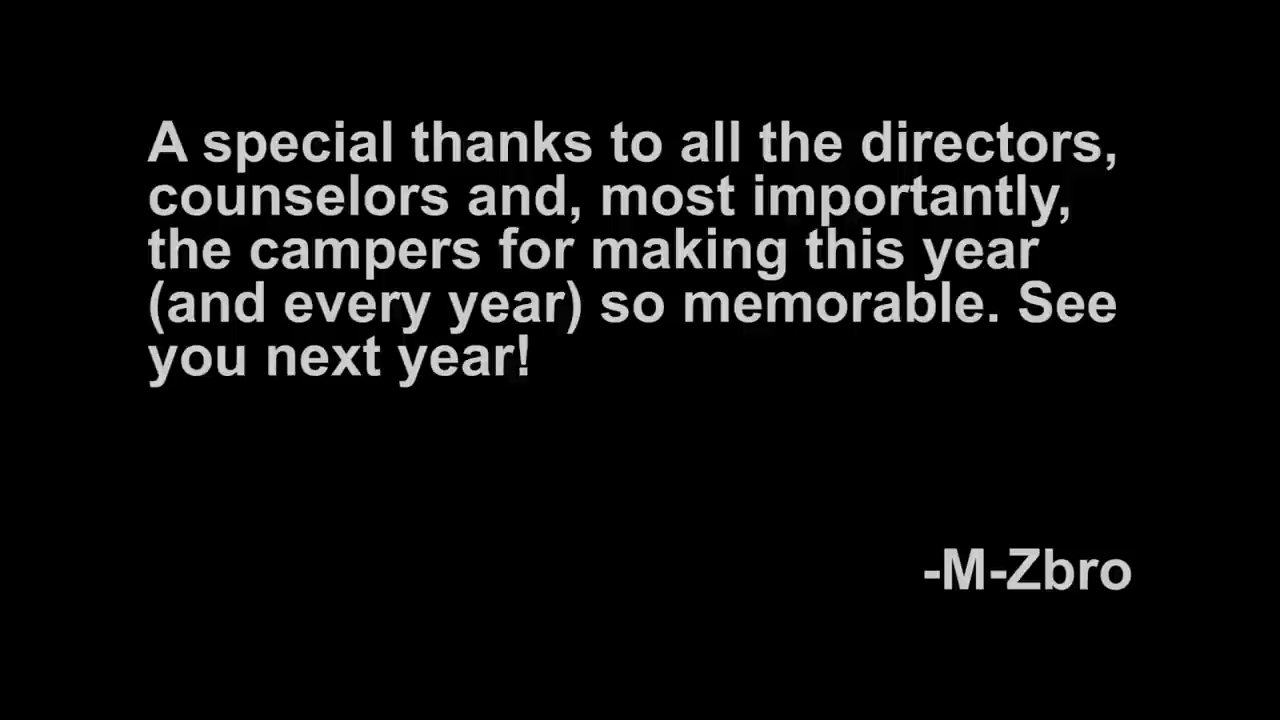 A special thanks to all the directors,
counselors and, most importantly,
the campers for making this year
(and every year) so memorable. See
you next year!
-M-Zbro